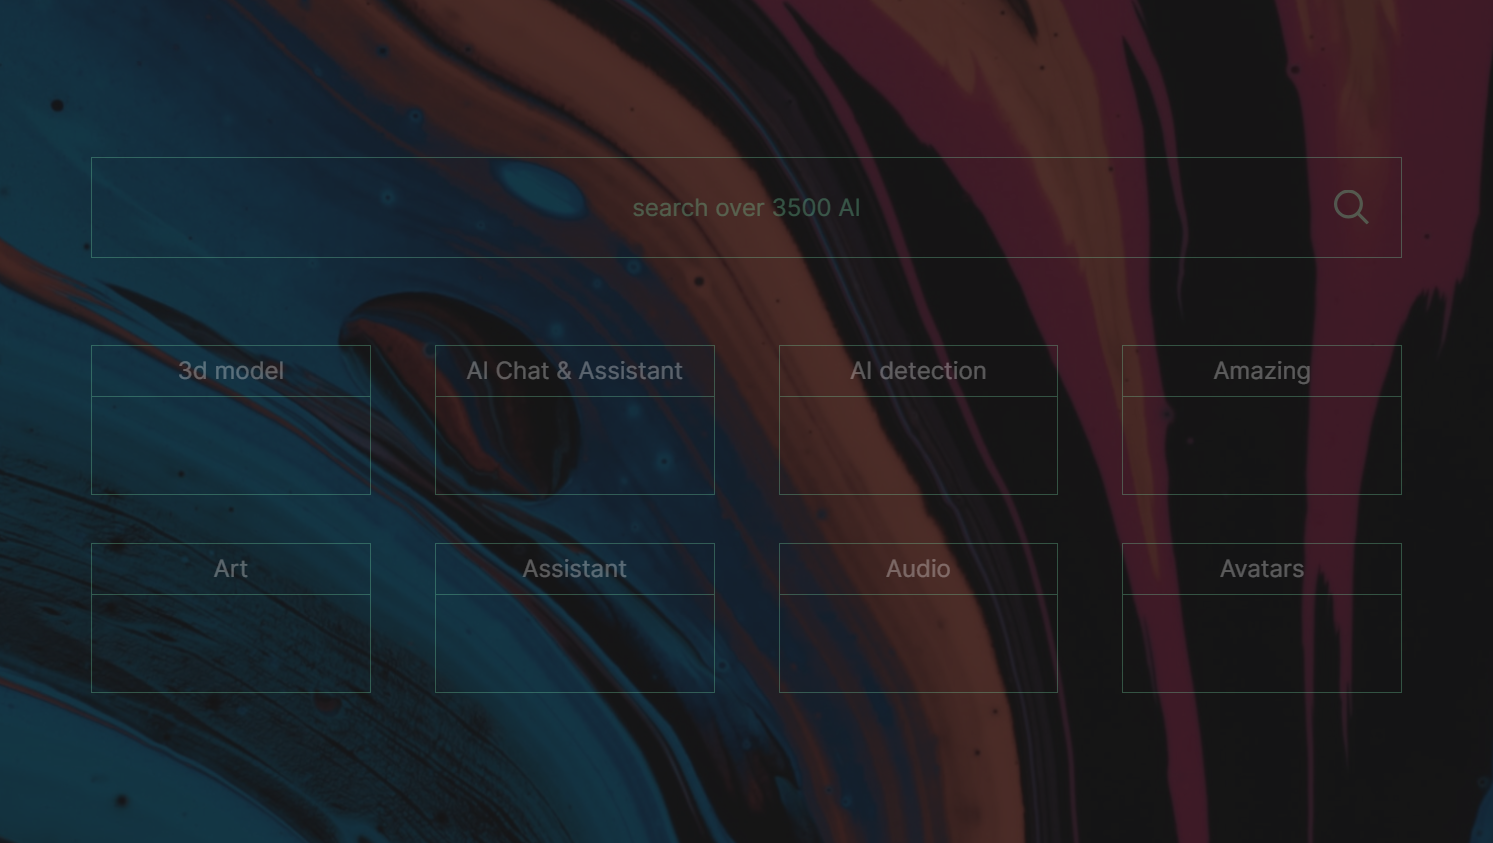 search over 3500 AI
3d model
AI Chat & Assistant
AI detection
Amazing
Art
Assistant
Audio
Avatars